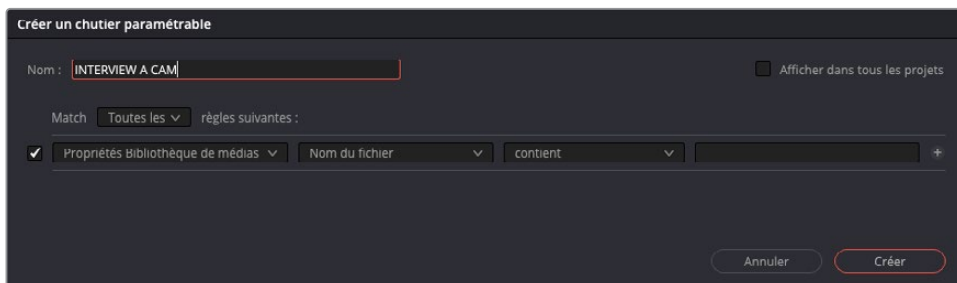 Créer un chutier paramétrable
Nom : INTERVIEW A CAM
Afficher dans tous les projets
Match Toutes les règles suivantes :
Propriétés Bibliothèque de médias Nom du fichier contient +
Annuler Créer